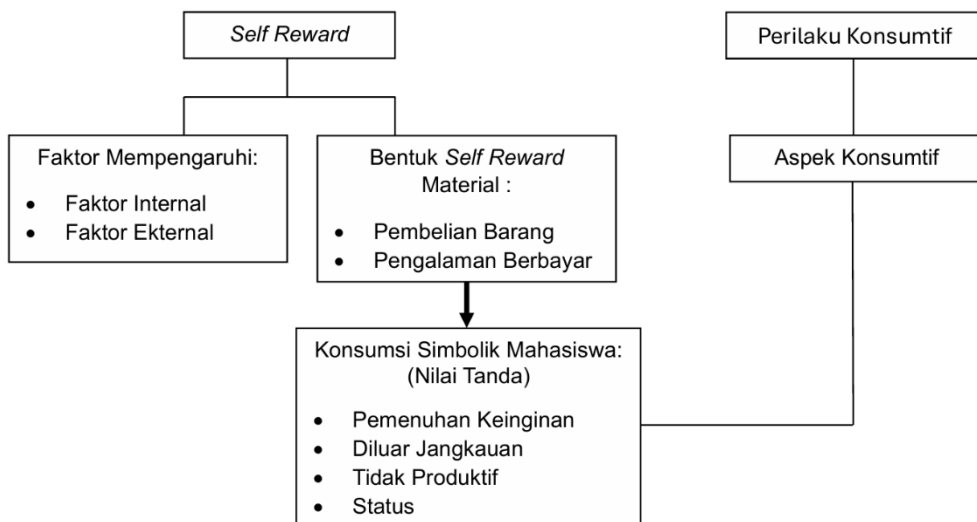 Self Reward
Perilaku Konsumtif
Faktor Mempengaruhi:
• Faktor Internal
• Faktor Ekternal
Bentuk Self Reward
Material :
• Pembelian Barang
• Pengalaman Berbayar
Aspek Konsumtif
Konsumsi Simbolik Mahasiswa:
(Nilai Tanda)
• Pemenuhan Keinginan
• Diluar Jangkauan
• Tidak Produktif
• Status